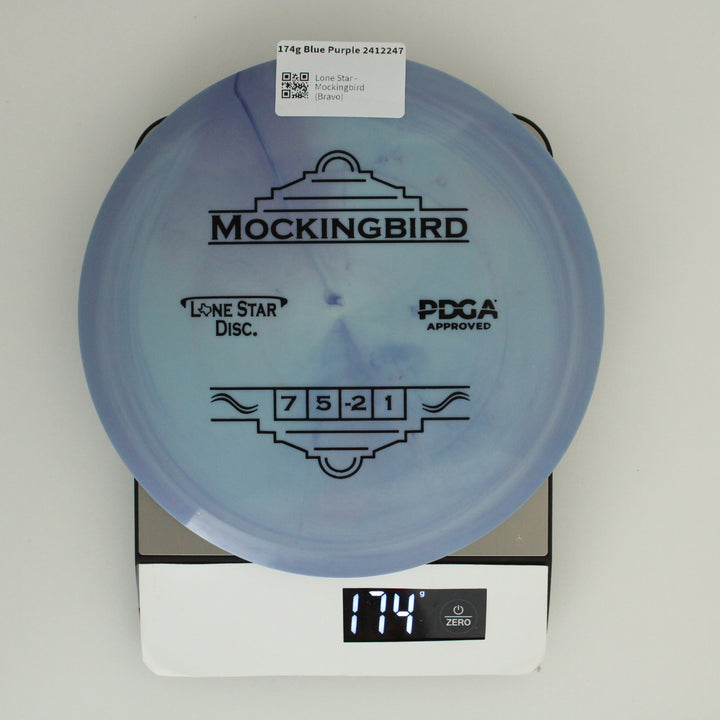 174g Blue Purple 2412247
Lone Star -
Mockingbird
(Bravo)
MOCKINGBIRD
LONE STAR
DISC.
PDGA
APPROVED
7 5 -2 1
174 g
ZERO